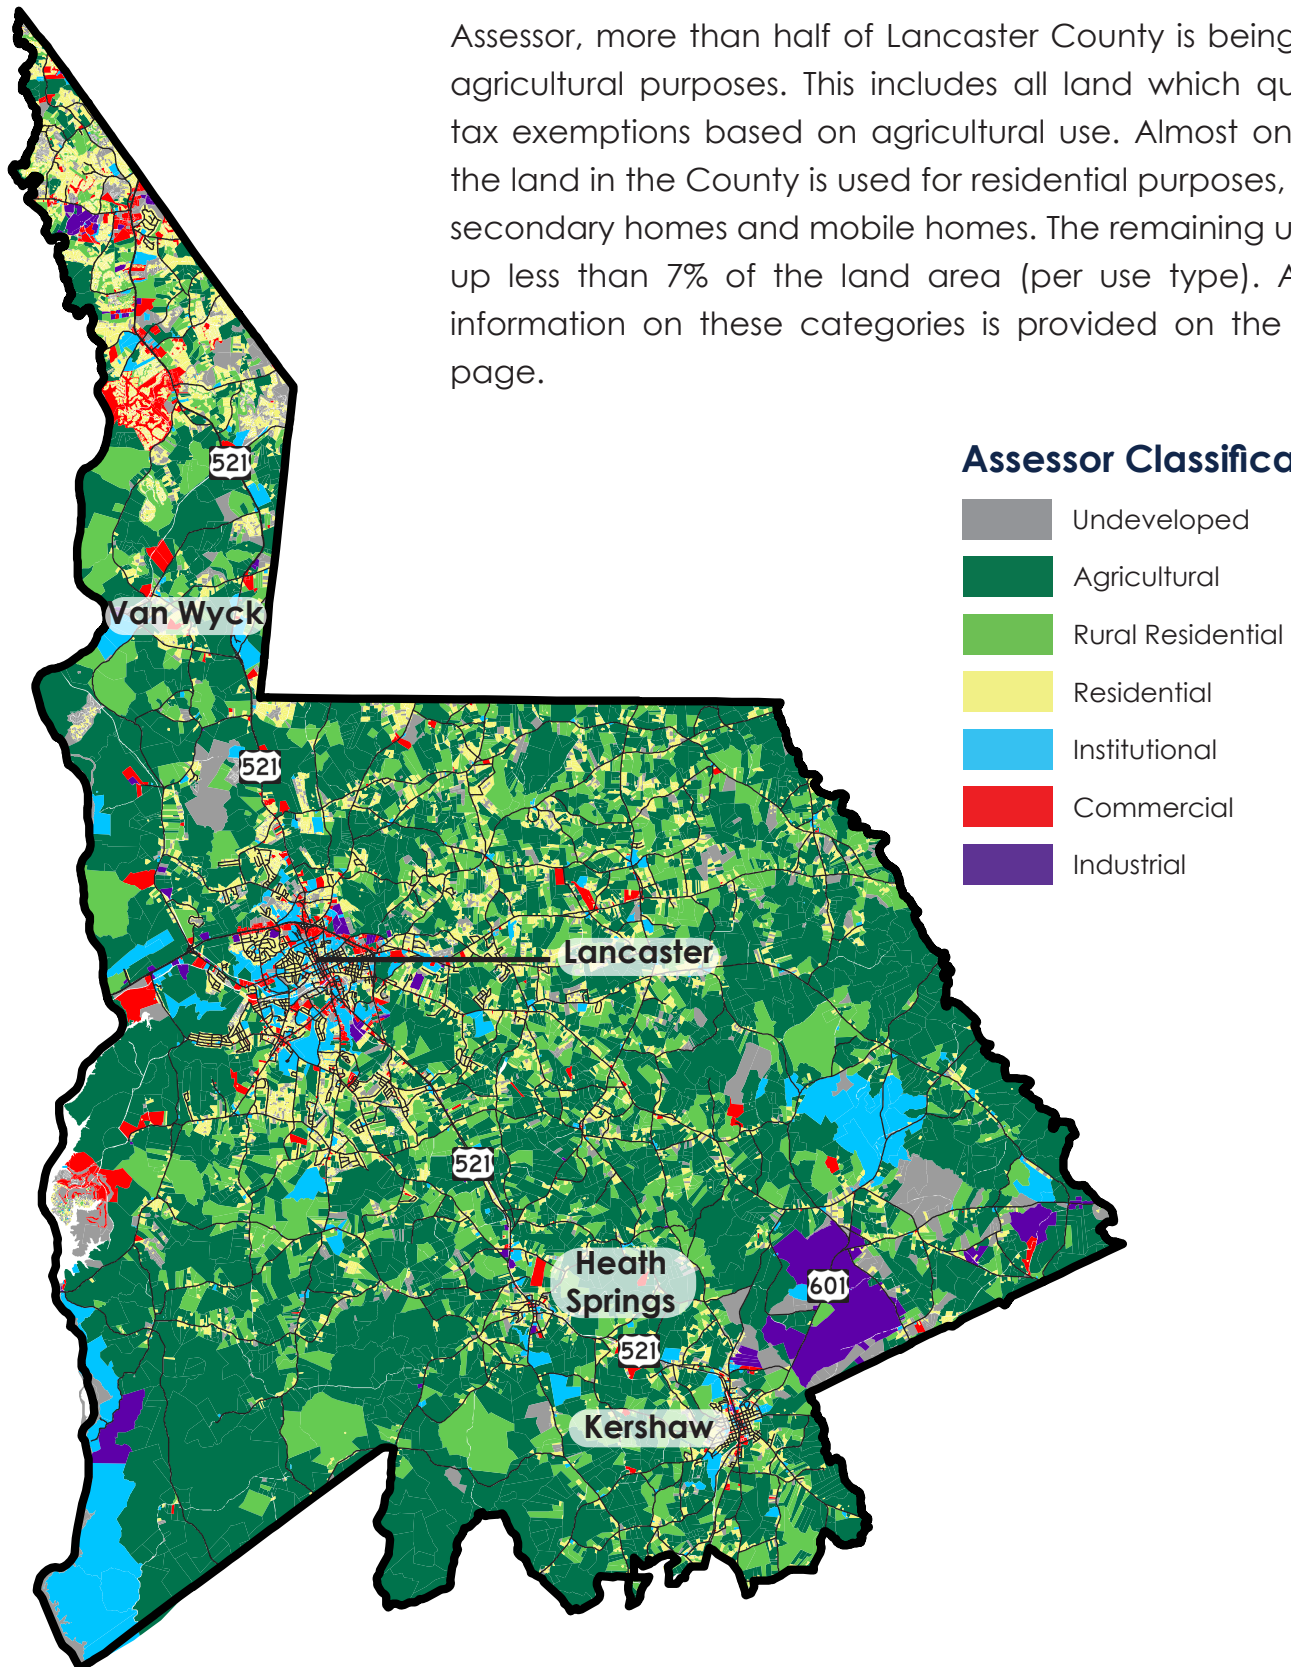 Assessor, more than half of Lancaster County is being
agricultural purposes. This includes all land which qu
tax exemptions based on agricultural use. Almost on
the land in the County is used for residential purposes,
secondary homes and mobile homes. The remaining u
up less than 7% of the land area (per use type). A
information on these categories is provided on the
page.
Assessor Classifica
Undeveloped
Agricultural
Rural Residential
Residential
Institutional
Commercial
Industrial
521
Van Wyck
521
Lancaster
521
Heath
Springs
601
521
Kershaw